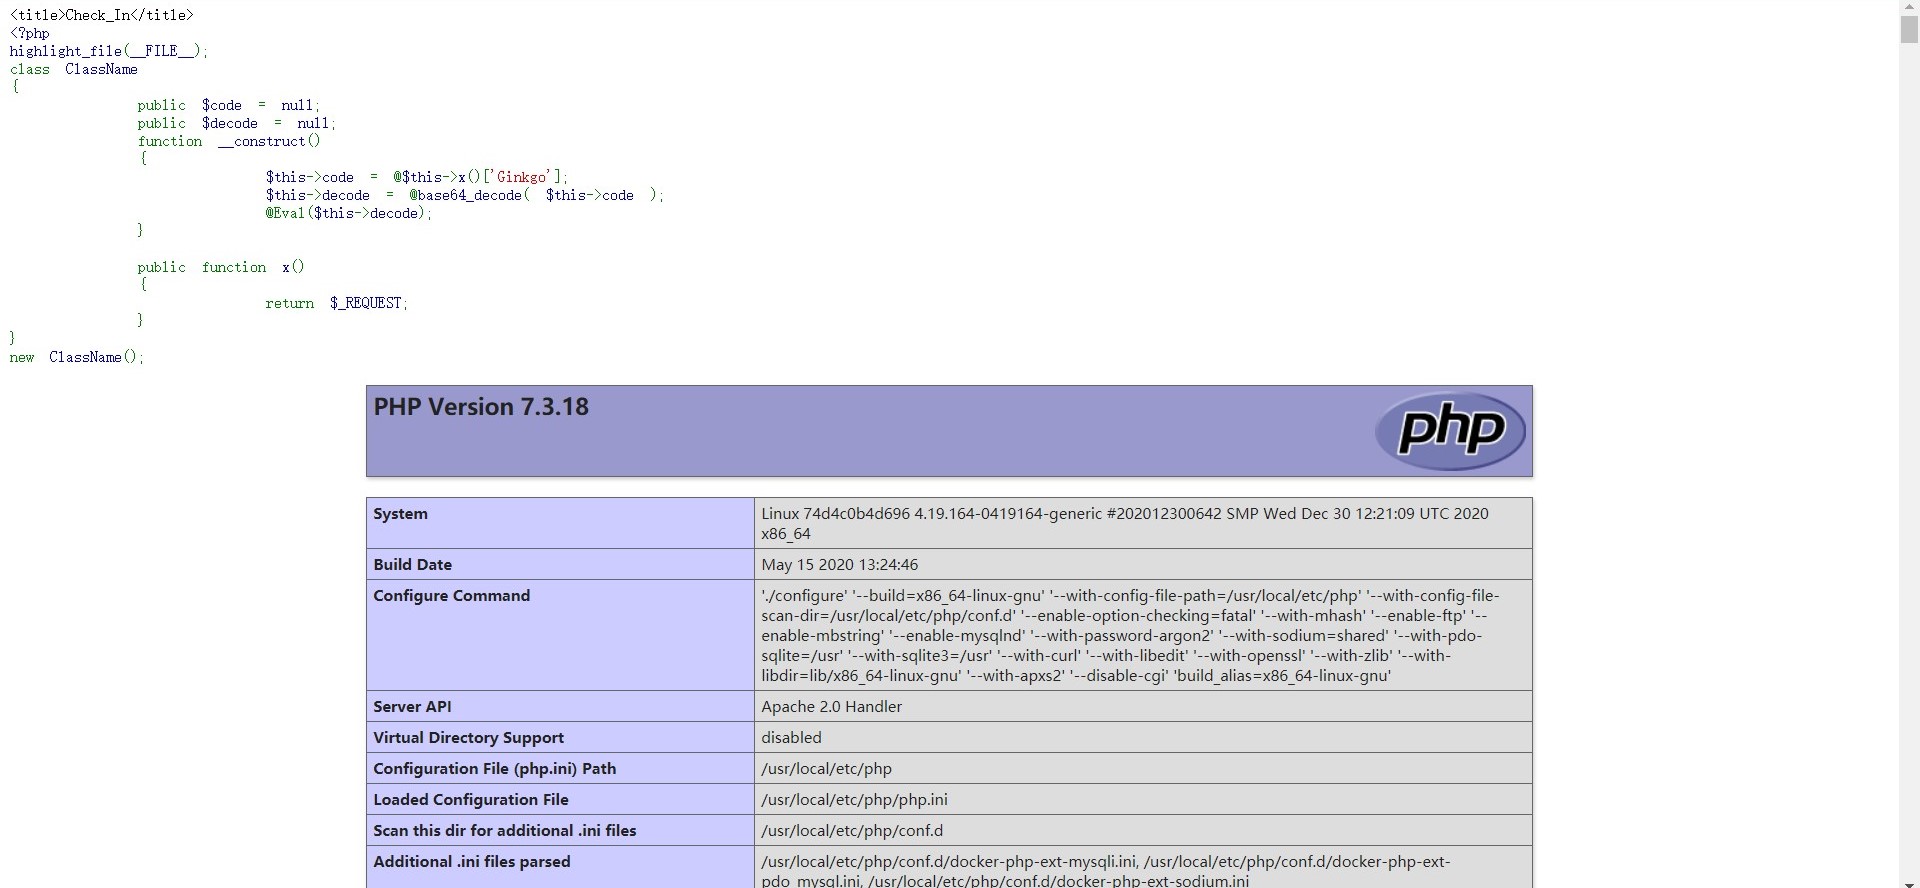 <title>Check_In</title>
<?php
highlight_file(__FILE__);
class ClassName
{
public $code = null;
public $decode = null;
function __construct()
{
$this->code = @$this->x()['Ginkgo'];
$this->decode = @base64_decode( $this->code );
@Eval($this->decode);
}
public function x()
{
return $_REQUEST;
}
}
new ClassName();
PHP Version 7.3.18
php
System
Linux 74d4c0b4d696 4.19.164-0419164-generic #202012300642 SMP Wed Dec 30 12:21:09 UTC 2020
x86_64
Build Date
May 15 2020 13:24:46
Configure Command
'./configure' '--build=x86_64-linux-gnu' '--with-config-file-path=/usr/local/etc/php' '--with-config-file-
scan-dir=/usr/local/etc/php/conf.d' '--enable-option-checking=fatal' '--with-mhash' '--enable-ftp' '--
enable-mbstring' '--enable-mysqlnd' '--with-password-argon2' '--with-sodium=shared' '--with-pdo-
sqlite=/usr' '--with-sqlite3=/usr' '--with-curl' '--with-libedit' '--with-openssl' '--with-zlib' '--with-
libdir=lib/x86_64-linux-gnu' '--with-apxs2' '--disable-cgi' 'build_alias=x86_64-linux-gnu'
Server API
Apache 2.0 Handler
Virtual Directory Support
disabled
Configuration File (php.ini) Path
/usr/local/etc/php
Loaded Configuration File
/usr/local/etc/php/php.ini
Scan this dir for additional .ini files
/usr/local/etc/php/conf.d
Additional .ini files parsed
/usr/local/etc/php/conf.d/docker-php-ext-mysqli.ini, /usr/local/etc/php/conf.d/docker-php-ext-
pdo_mysql.ini, /usr/local/etc/php/conf.d/docker-php-ext-sodium.ini